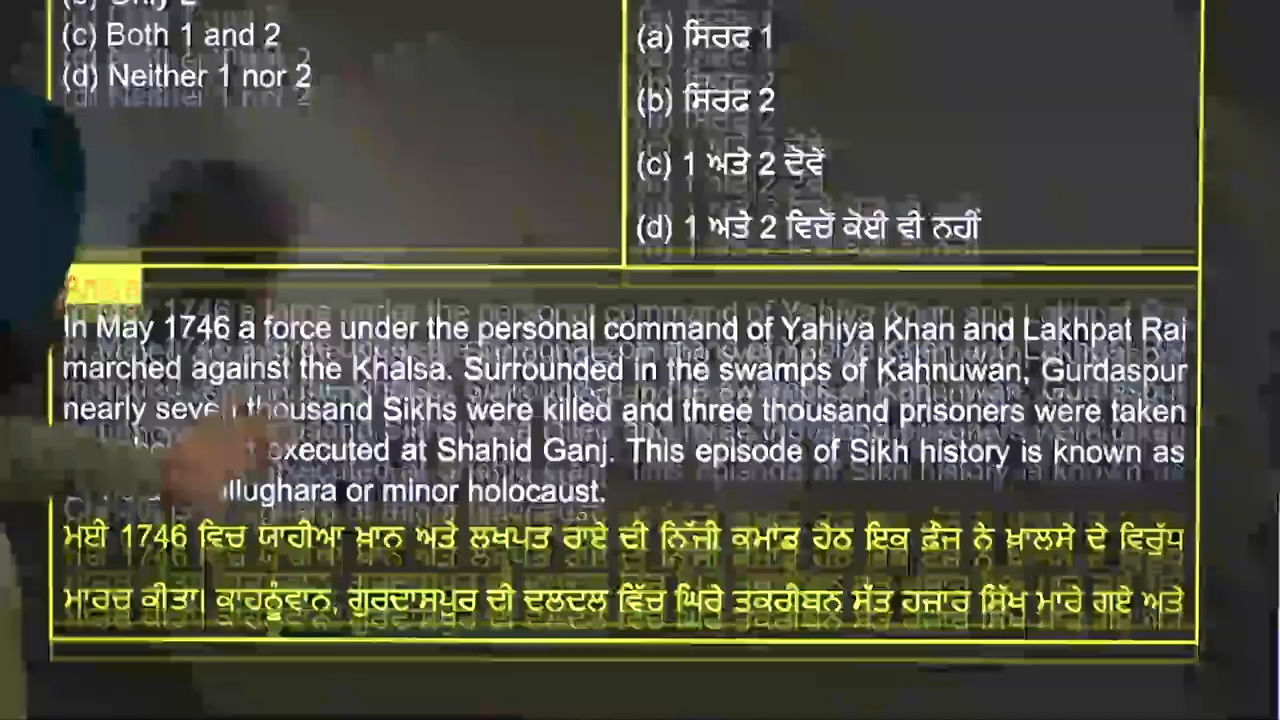 (b) Only 2
(c) Both 1 and 2
(d) Neither 1 nor 2
(a) ਸਿਰਫ 1
(b) ਸਿਰਫ 2
(c) 1 ਅਤੇ 2 ਦੋਵੇਂ
(d) 1 ਅਤੇ 2 ਵਿਚੋਂ ਕੋਈ ਵੀ ਨਹੀਂ
In May 1746 a force under the personal command of Yahiya Khan and Lakhpat Rai
marched against the Khalsa. Surrounded in the swamps of Kahnuwan, Gurdaspur
nearly seven thousand Sikhs were killed and three thousand prisoners were taken
executed at Shahid Ganj. This episode of Sikh history is known as
or minor holocaust.
ਮਈ 1746 ਵਿਚ ਯਾਹੀਆ ਖ਼ਾਨ ਅਤੇ ਲਖਪਤ ਰਾਏ ਦੀ ਨਿੱਜੀ ਕਮਾਂਡ ਹੇਠ ਇਕ ਫ਼ੌਜ ਨੇ ਖ਼ਾਲਸੇ ਦੇ ਵਿਰੁੱਧ
ਮਾਰਚ ਕੀਤਾ। ਕਾਹਨੂੰਵਾਨ, ਗੁਰਦਾਸਪੁਰ ਦੀ ਦਲਦਲ ਵਿੱਚ ਘਿਰੇ ਤਕਰੀਬਨ ਸੱਤ ਹਜ਼ਾਰ ਸਿੱਖ ਮਾਰੇ ਗਏ ਅਤੇ